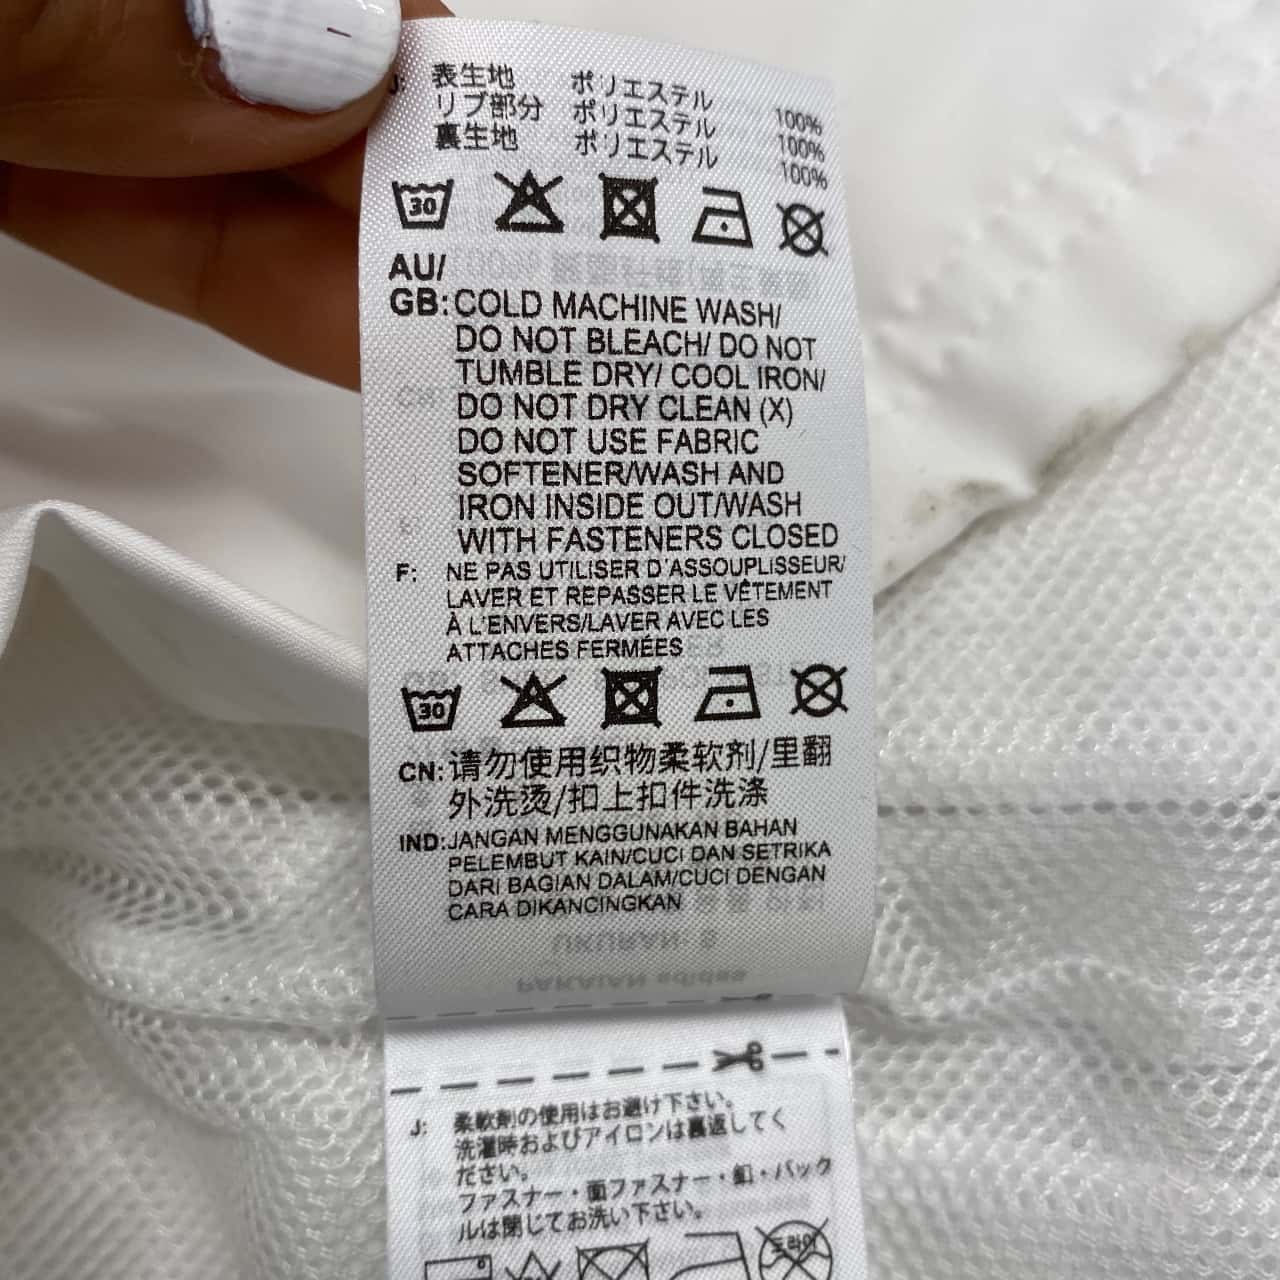 J: 表生地 ポリエステル 100%
リブ部分 ポリエステル 100%
裏生地 ポリエステル 100%
30
AU/
GB: COLD MACHINE WASH/
DO NOT BLEACH/ DO NOT
TUMBLE DRY/ COOL IRON/
DO NOT DRY CLEAN (X)
DO NOT USE FABRIC
SOFTENER/WASH AND
IRON INSIDE OUT/WASH
WITH FASTENERS CLOSED
F: NE PAS UTILISER D'ASSOUPLISSEUR/
LAVER ET REPASSER LE VÊTEMENT
À L'ENVERS/LAVER AVEC LES
ATTACHES FERMÉES
30
CN: 请勿使用织物柔软剂/里翻
外洗烫/扣上扣件洗涤
IND: JANGAN MENGGUNAKAN BAHAN
PELEMBUT KAIN/CUCI DAN SETRIKA
DARI BAGIAN DALAM/CUCI DENGAN
CARA DIKANCINGKAN
UKURAN: S
PAKAIAN adidas
J: 柔軟剤の使用はお避け下さい。
洗濯時およびアイロンは裏返してく
ださい。
ファスナー・面ファスナー・釦・バック
ルは閉じてお洗い下さい。
드라이